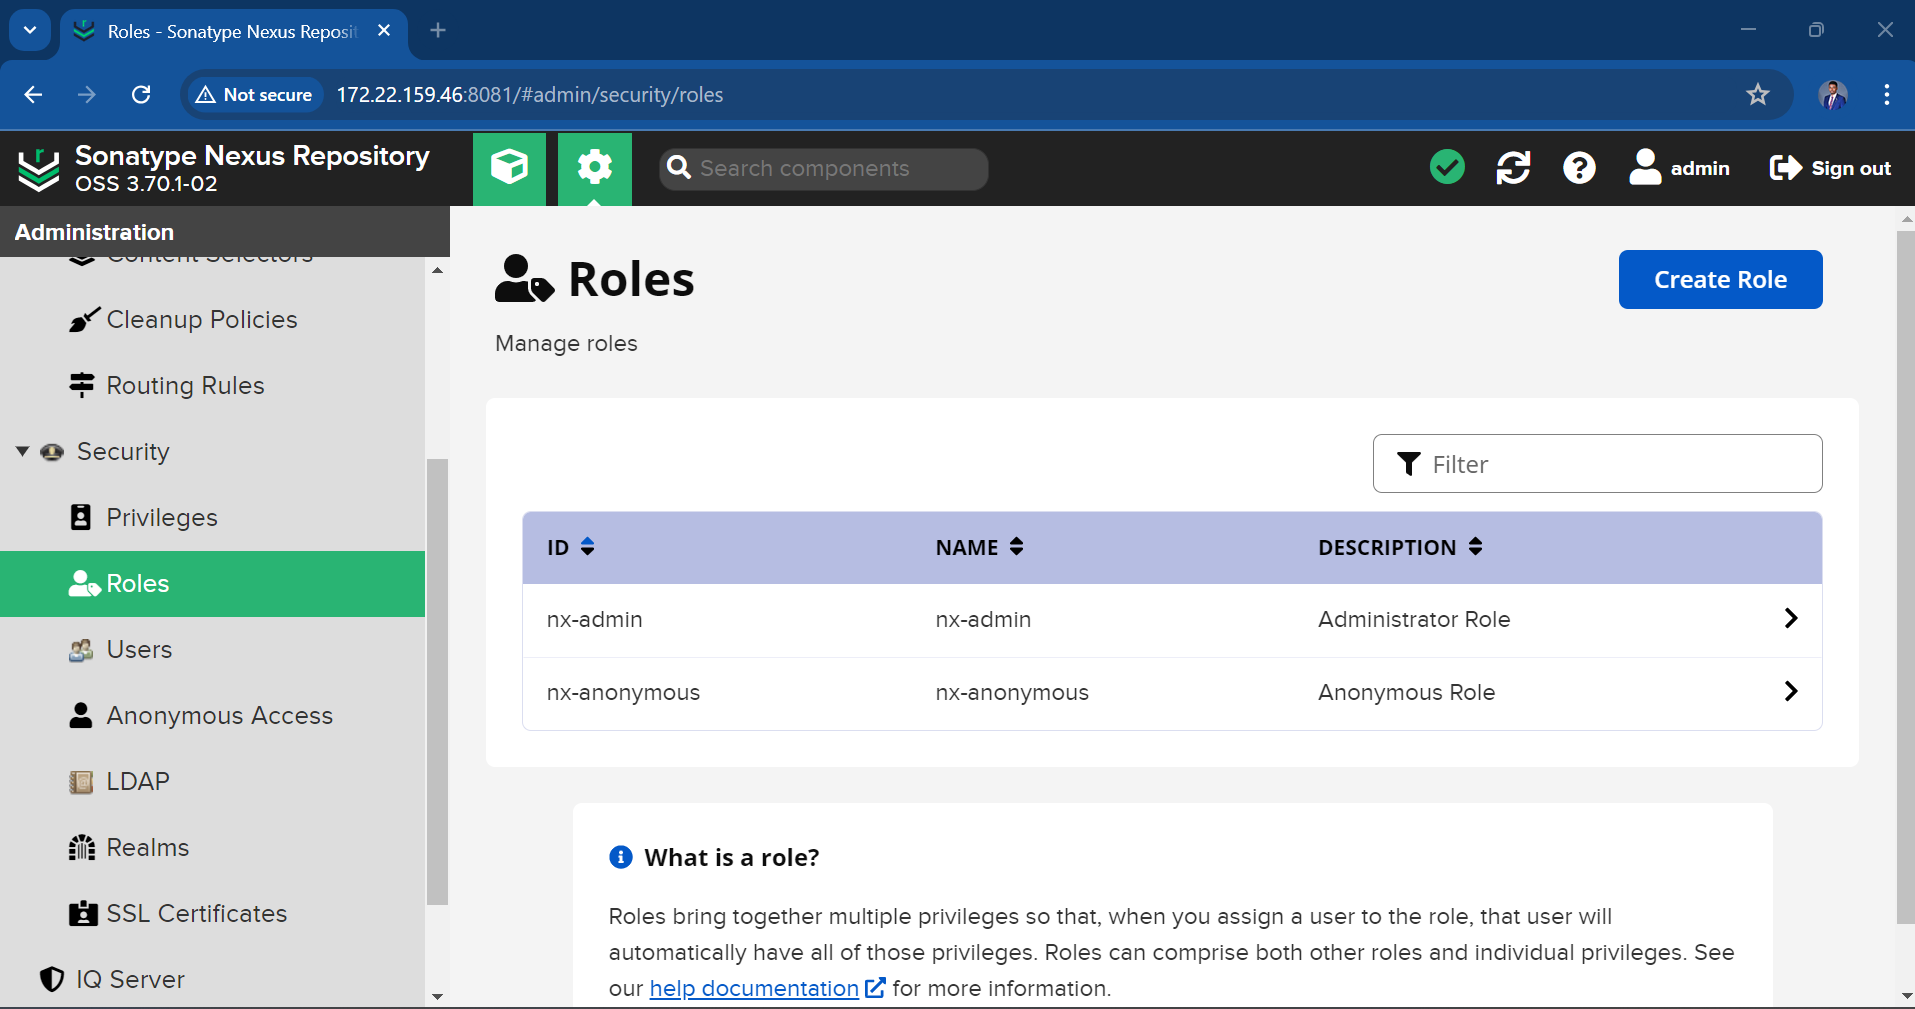 Roles - Sonatype Nexus Reposit
Not secure
172.22.159.46:8081/#admin/security/roles
Sonatype Nexus Repository
OSS 3.70.1-02
Search components
admin
Sign out
Administration
Content Selectors
Cleanup Policies
Routing Rules
Security
Privileges
Roles
Users
Anonymous Access
LDAP
Realms
SSL Certificates
IQ Server
Roles
Create Role
Manage roles
Filter
ID NAME DESCRIPTION
nx-admin nx-admin Administrator Role
nx-anonymous nx-anonymous Anonymous Role
What is a role?
Roles bring together multiple privileges so that, when you assign a user to the role, that user will
automatically have all of those privileges. Roles can comprise both other roles and individual privileges. See
our help documentation for more information.